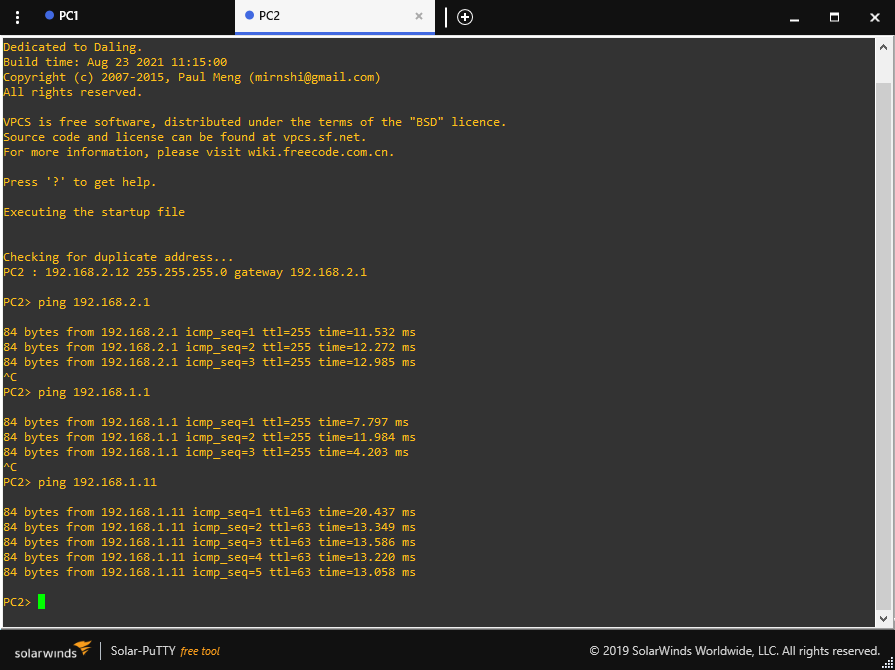 PC1
PC2
Dedicated to Daling.
Build time: Aug 23 2021 11:15:00
Copyright (c) 2007-2015, Paul Meng (mirnshi@gmail.com)
All rights reserved.
VPCS is free software, distributed under the terms of the "BSD" licence.
Source code and license can be found at vpcs.sf.net.
For more information, please visit wiki.freecode.com.cn.
Press '?' to get help.
Executing the startup file
Checking for duplicate address...
PC2 : 192.168.2.12 255.255.255.0 gateway 192.168.2.1
PC2> ping 192.168.2.1
84 bytes from 192.168.2.1 icmp_seq=1 ttl=255 time=11.532 ms
84 bytes from 192.168.2.1 icmp_seq=2 ttl=255 time=12.272 ms
84 bytes from 192.168.2.1 icmp_seq=3 ttl=255 time=12.985 ms
^C
PC2> ping 192.168.1.1
84 bytes from 192.168.1.1 icmp_seq=1 ttl=255 time=7.797 ms
84 bytes from 192.168.1.1 icmp_seq=2 ttl=255 time=11.984 ms
84 bytes from 192.168.1.1 icmp_seq=3 ttl=255 time=4.203 ms
^C
PC2> ping 192.168.1.11
84 bytes from 192.168.1.11 icmp_seq=1 ttl=63 time=20.437 ms
84 bytes from 192.168.1.11 icmp_seq=2 ttl=63 time=13.349 ms
84 bytes from 192.168.1.11 icmp_seq=3 ttl=63 time=13.586 ms
84 bytes from 192.168.1.11 icmp_seq=4 ttl=63 time=13.220 ms
84 bytes from 192.168.1.11 icmp_seq=5 ttl=63 time=13.058 ms
PC2>
solarwinds
Solar-PuTTY free tool
© 2019 SolarWinds Worldwide, LLC. All rights reserved.